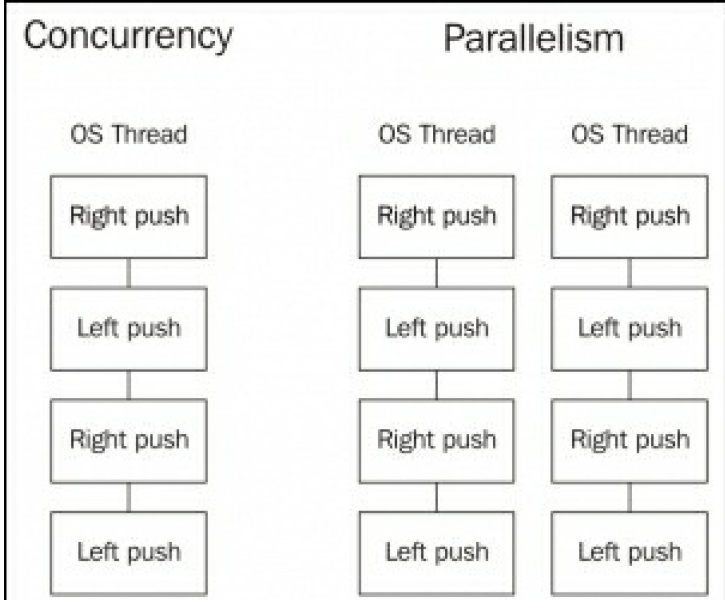 Concurrency Parallelism
OS Thread OS Thread OS Thread
Right push Right push Right push
Left push Left push Left push
Right push Right push Right push
Left push Left push Left push